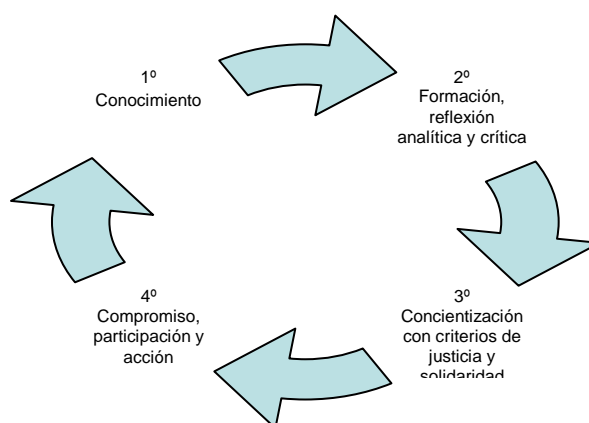 1º
Conocimiento
2º
Formación,
reflexión
analítica y crítica
3º
Concientización
con criterios de
justicia y
solidaridad
4º
Compromiso,
participación y
acción